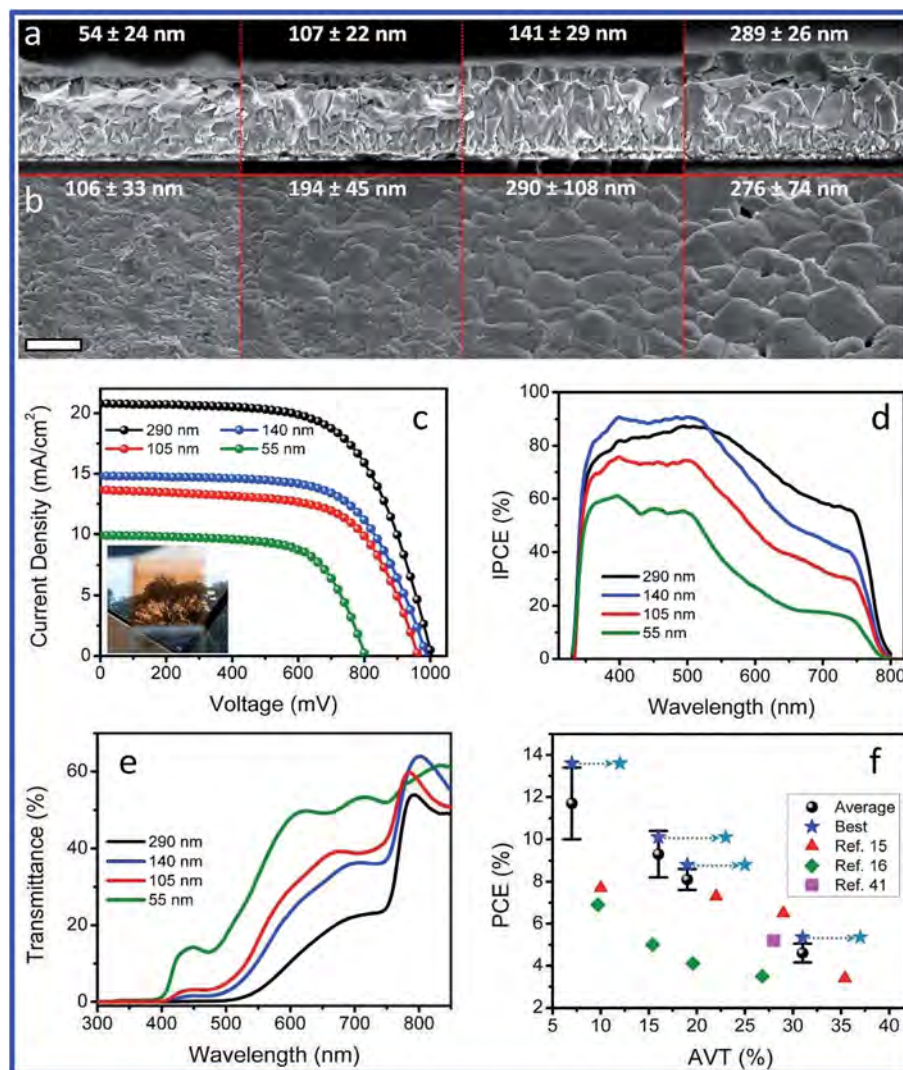 a
54 ± 24 nm 107 ± 22 nm 141 ± 29 nm 289 ± 26 nm
b
106 ± 33 nm 194 ± 45 nm 290 ± 108 nm 276 ± 74 nm
c
Current Density (mA/cm²)
20
15
10
5
0
290 nm 140 nm
105 nm 55 nm
0 200 400 600 800 1000
Voltage (mV)
d
IPCE (%)
100
80
60
40
20
0
290 nm
140 nm
105 nm
55 nm
400 500 600 700 800
Wavelength (nm)
e
Transmittance (%)
60
40
20
0
290 nm
140 nm
105 nm
55 nm
300 400 500 600 700 800
Wavelength (nm)
f
PCE (%)
14
12
10
8
6
4
2
Average
Best
Ref. 15
Ref. 16
Ref. 41
5 10 15 20 25 30 35 40
AVT (%)